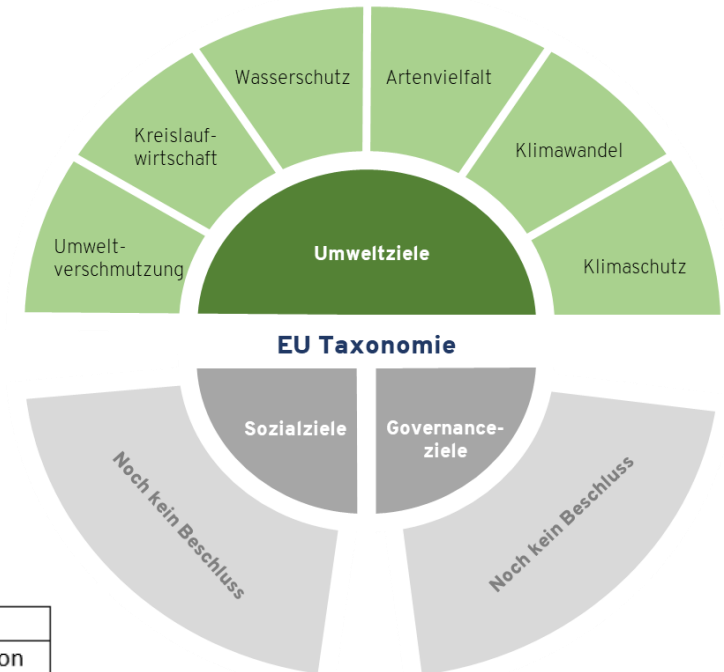 Wasserschutz
Artenvielfalt
Kreislauf-
wirtschaft
Klimawandel
Umwelt-
verschmutzung
Umweltziele
Klimaschutz
EU Taxonomie
Sozialziele
Governance-
ziele
Noch kein Beschluss
Noch kein Beschluss
on